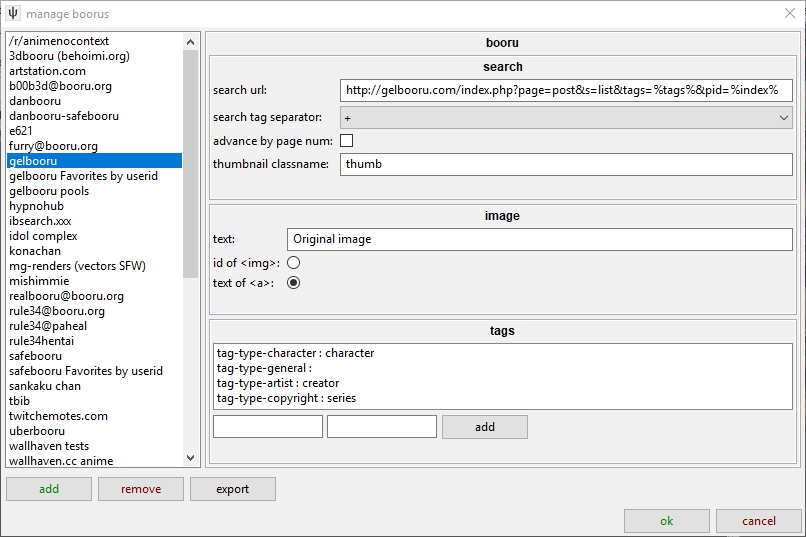 manage boorus
/r/animenocontext
3dbooru (behoimi.org)
artstation.com
b00b3d@booru.org
danbooru
danbooru-safebooru
e621
furry@booru.org
gelbooru
gelbooru Favorites by userid
gelbooru pools
hypnohub
ibsearch.xxx
idol complex
konachan
mg-renders (vectors SFW)
mishimmie
realbooru@booru.org
rule34@booru.org
rule34@paheal
rule34hentai
safebooru
safebooru Favorites by userid
sankaku chan
tbib
twitchemotes.com
uberbooru
wallhaven tests
wallhaven.cc anime
add
remove
export
booru
search
search url: http://gelbooru.com/index.php?page=post&s=list&tags=%tags%&pid=%index%
search tag separator: +
advance by page num:
thumbnail classname: thumb
image
text: Original image
id of <img>:
text of <a>:
tags
tag-type-character : character
tag-type-general :
tag-type-artist : creator
tag-type-copyright : series
add
ok
cancel